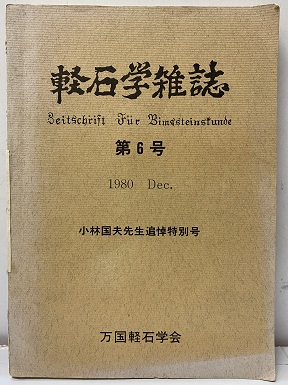 軽石学雑誌
Zeitschrift Für Bimssteinskunde
第6号
1980 Dec.
小林国夫先生追悼特別号
万国軽石学会